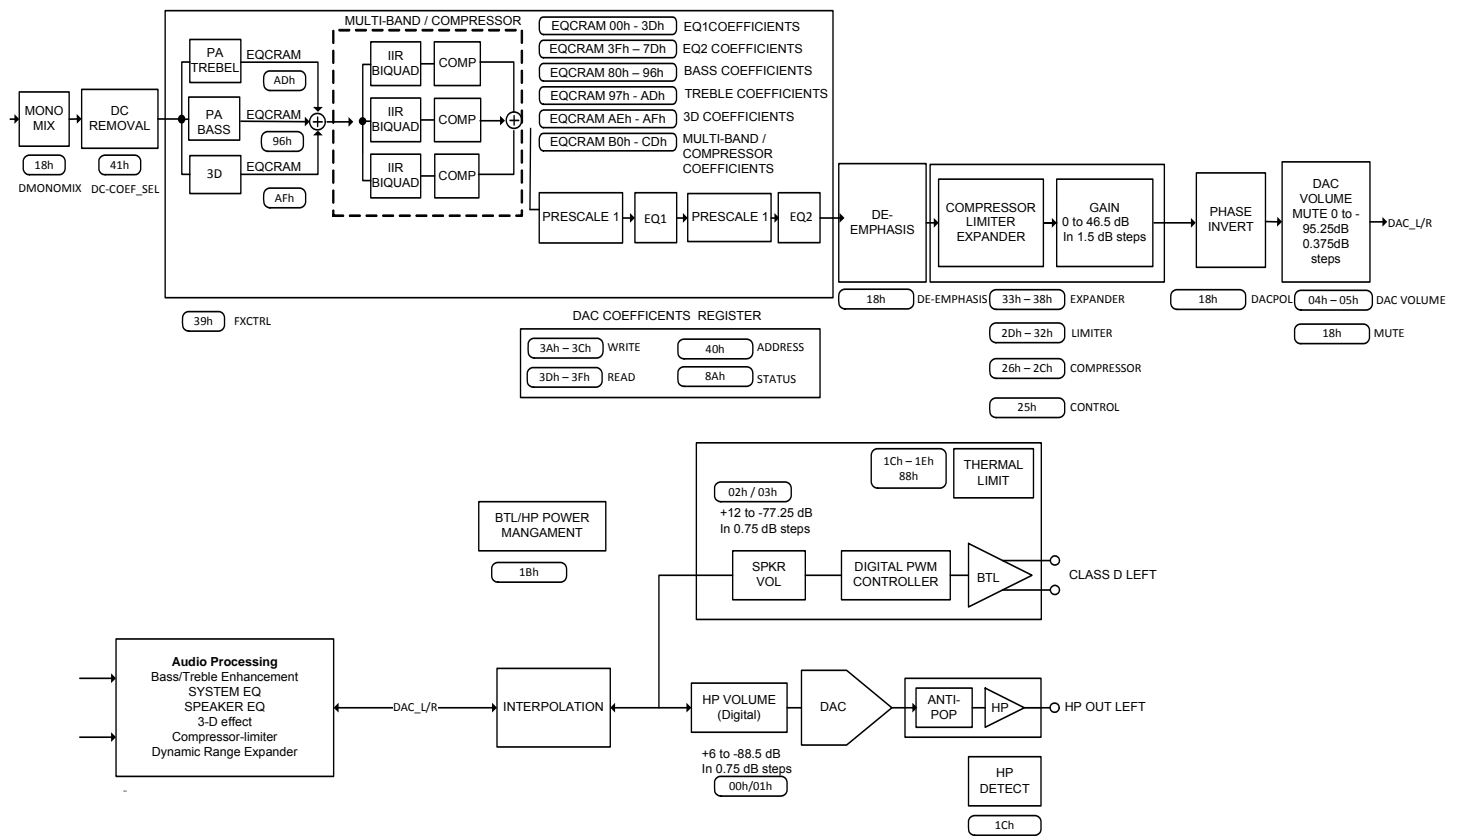 MULTI-BAND / COMPRESSOR
EQCRAM 00h - 3Dh
EQ1COEFFICIENTS
EQCRAM 3Fh – 7Dh
EQ2 COEFFICIENTS
EQCRAM 80h – 96h
BASS COEFFICIENTS
EQCRAM 97h - ADh
TREBLE COEFFICIENTS
EQCRAM AEh - AFh
3D COEFFICIENTS
EQCRAM B0h - CDh
MULTI-BAND /
COMPRESSOR
COEFFICIENTS
PA
TREBEL
EQCRAM
ADh
IIR
BIQUAD
COMP
MONO
MIX
DC
REMOVAL
PA
BASS
EQCRAM
96h
IIR
BIQUAD
COMP
18h
DMONOMIX
41h
DC-COEF_SEL
3D
EQCRAM
AFh
IIR
BIQUAD
COMP
PRESCALE 1
EQ1
PRESCALE 1
EQ2
DE-
EMPHASIS
COMPRESSOR
LIMITER
EXPANDER
GAIN
0 to 46.5 dB
In 1.5 dB steps
PHASE
INVERT
DAC
VOLUME
MUTE 0 to -
95.25dB
0.375dB
steps
DAC_L/R
18h
DE-EMPHASIS
33h – 38h
EXPANDER
18h
DACPOL
04h – 05h
DAC VOLUME
2Dh – 32h
LIMITER
18h
MUTE
26h – 2Ch
COMPRESSOR
25h
CONTROL
39h
FXCTRL
DAC COEFFICENTS REGISTER
3Ah – 3Ch
WRITE
40h
ADDRESS
3Dh – 3Fh
READ
8Ah
STATUS
1Ch – 1Eh
88h
THERMAL
LIMIT
02h / 03h
+12 to -77.25 dB
In 0.75 dB steps
BTL/HP POWER
MANGAMENT
1Bh
SPKR
VOL
DIGITAL PWM
CONTROLLER
BTL
CLASS D LEFT
Audio Processing
Bass/Treble Enhancement
SYSTEM EQ
SPEAKER EQ
3-D effect
Compressor-limiter
Dynamic Range Expander
DAC_L/R
INTERPOLATION
HP VOLUME
(Digital)
DAC
ANTI-
POP
HP
HP OUT LEFT
+6 to -88.5 dB
In 0.75 dB steps
00h/01h
HP
DETECT
1Ch